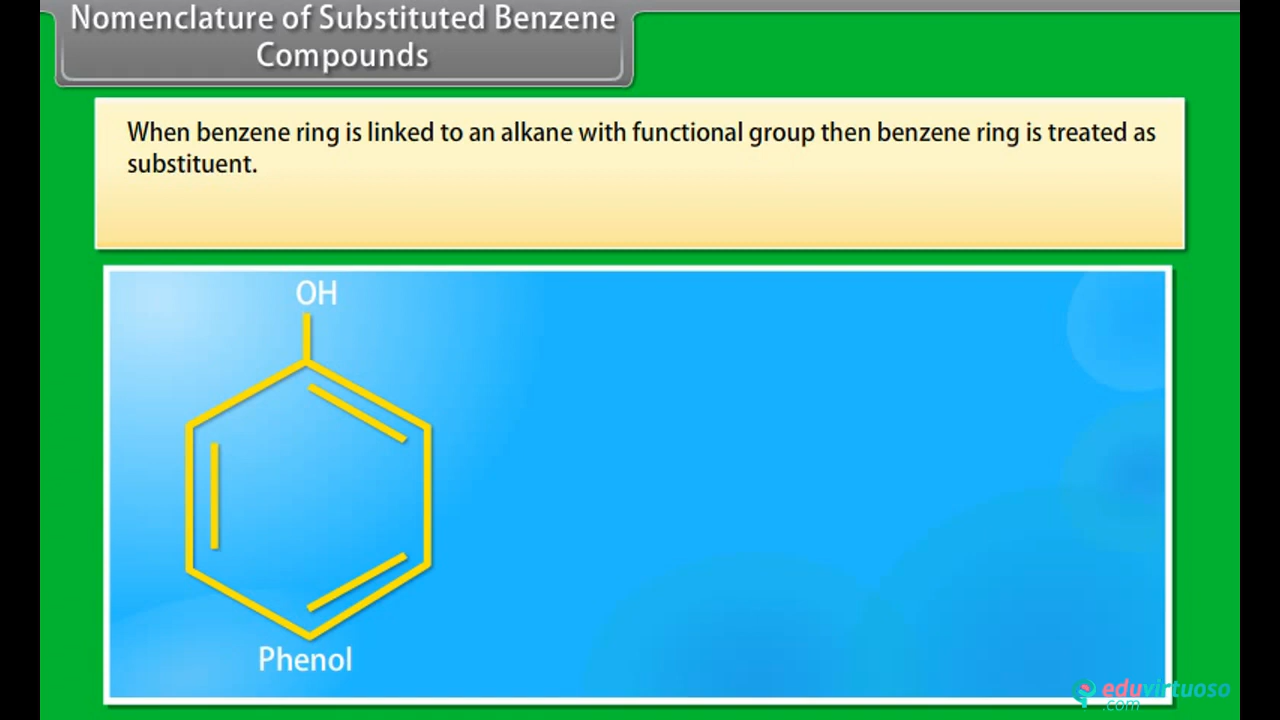 Nomenclature of Substituted Benzene
Compounds
When benzene ring is linked to an alkane with functional group then benzene ring is treated as
substituent.
OH
Phenol
eduvirtuoso
.com